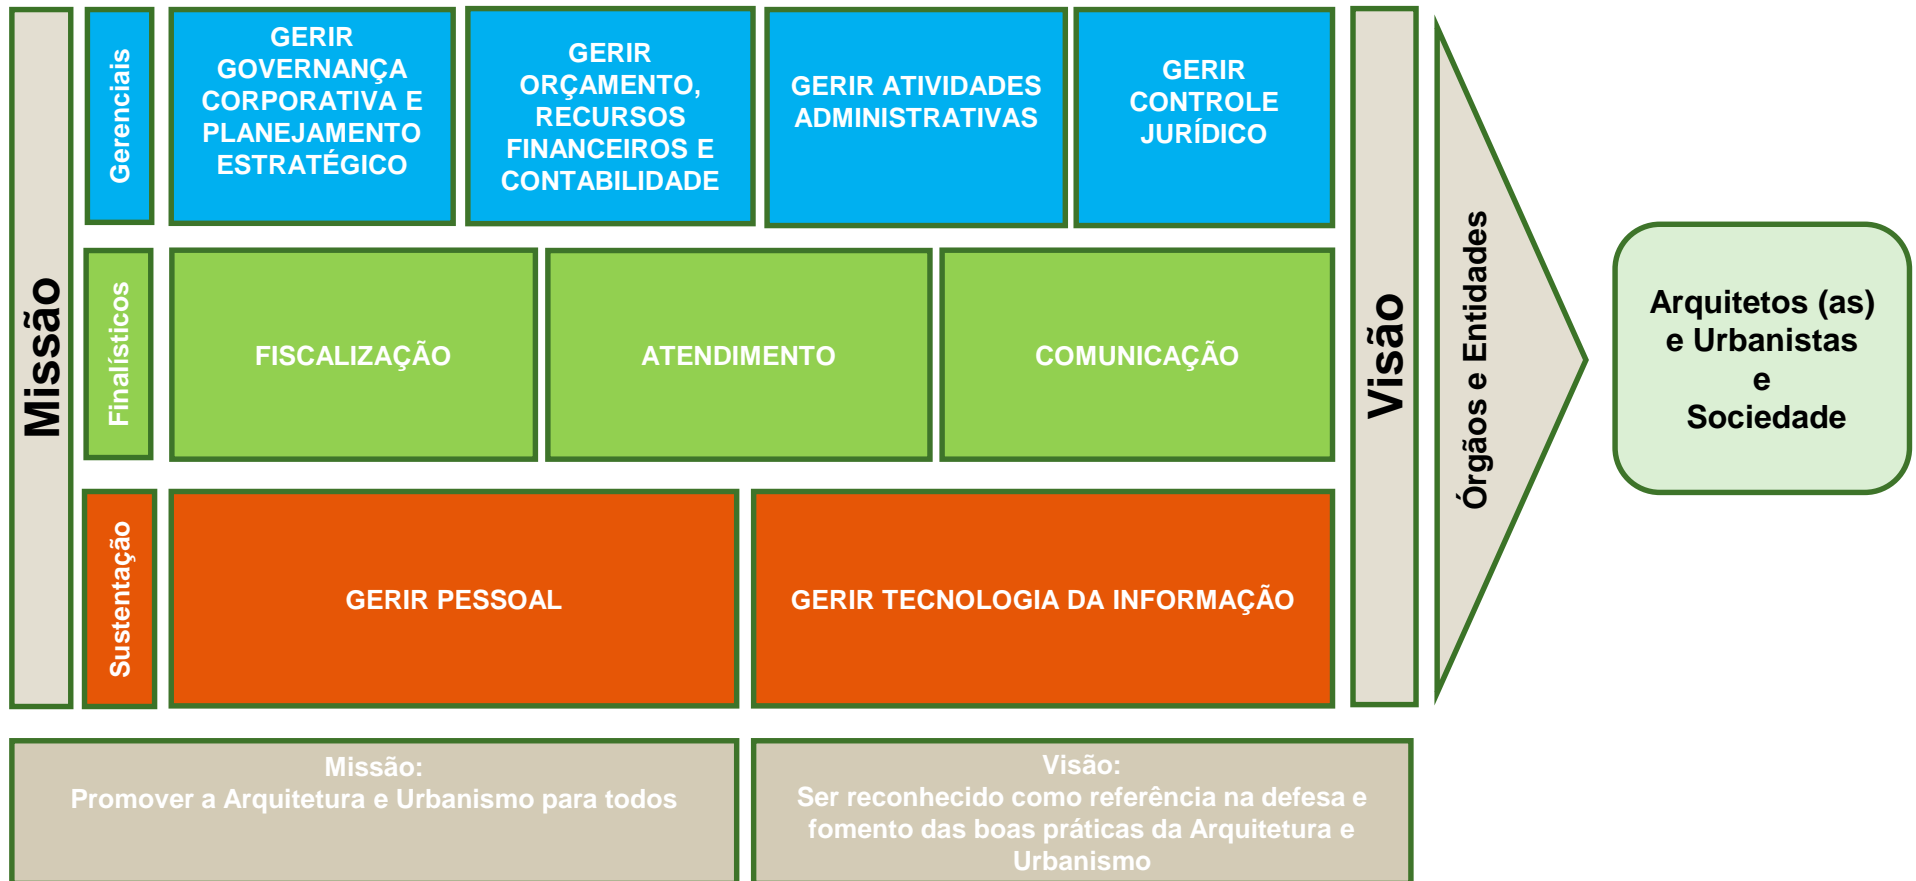 Missão
Gerenciais
GERIR
GOVERNANÇA
CORPORATIVA E
PLANEJAMENTO
ESTRATÉGICO
GERIR
ORÇAMENTO,
RECURSOS
FINANCEIROS E
CONTABILIDADE
GERIR ATIVIDADES
ADMINISTRATIVAS
GERIR
CONTROLE
JURÍDICO
Finalísticos
FISCALIZAÇÃO
ATENDIMENTO
COMUNICAÇÃO
Sustentação
GERIR PESSOAL
GERIR TECNOLOGIA DA INFORMAÇÃO
Visão
Órgãos e Entidades
Arquitetos (as)
e Urbanistas
e
Sociedade
Missão:
Promover a Arquitetura e Urbanismo para todos
Visão:
Ser reconhecido como referência na defesa e
fomento das boas práticas da Arquitetura e
Urbanismo